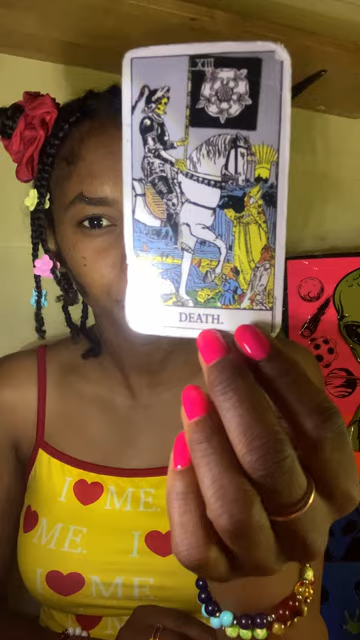 XIII
DEATH.
I ME.
ME. I
I ME.